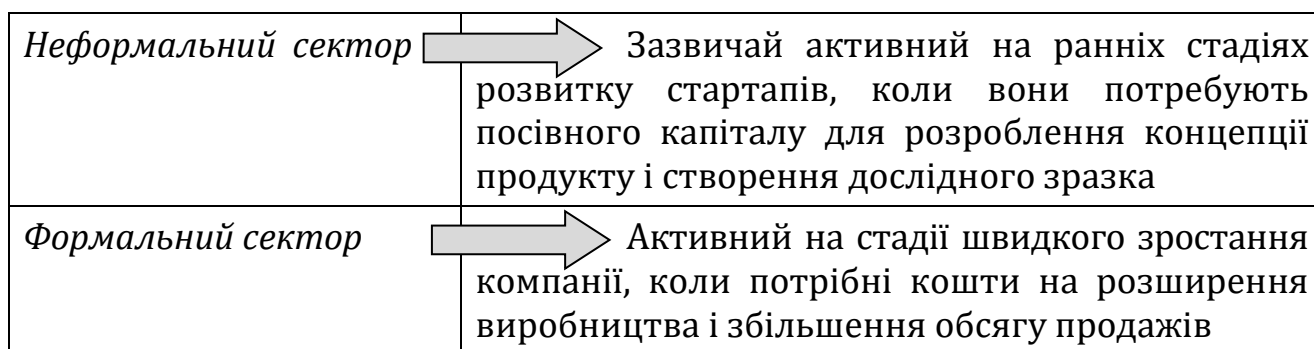 Неформальний сектор Зазвичай активний на ранніх стадіях
розвитку стартапів, коли вони потребують
посівного капіталу для розроблення концепції
продукту і створення дослідного зразка
Формальний сектор Активний на стадії швидкого зростання
компанії, коли потрібні кошти на розширення
виробництва і збільшення обсягу продажів